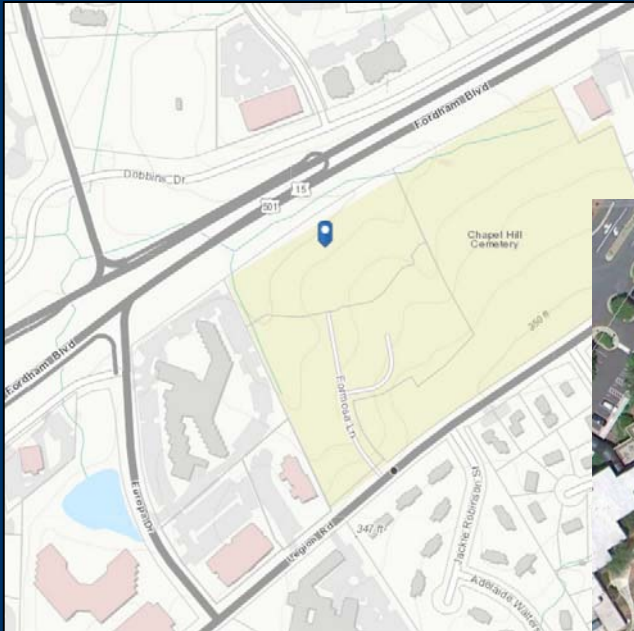 Fordham Blvd
Dobbins Dr
15
501
Chapel Hill
Cemetery
350 ft
Fordham Blvd
Formosa Ln
Europa Dr
347 ft
Legion Rd
Jackie Robinson St
Adelaide Walters